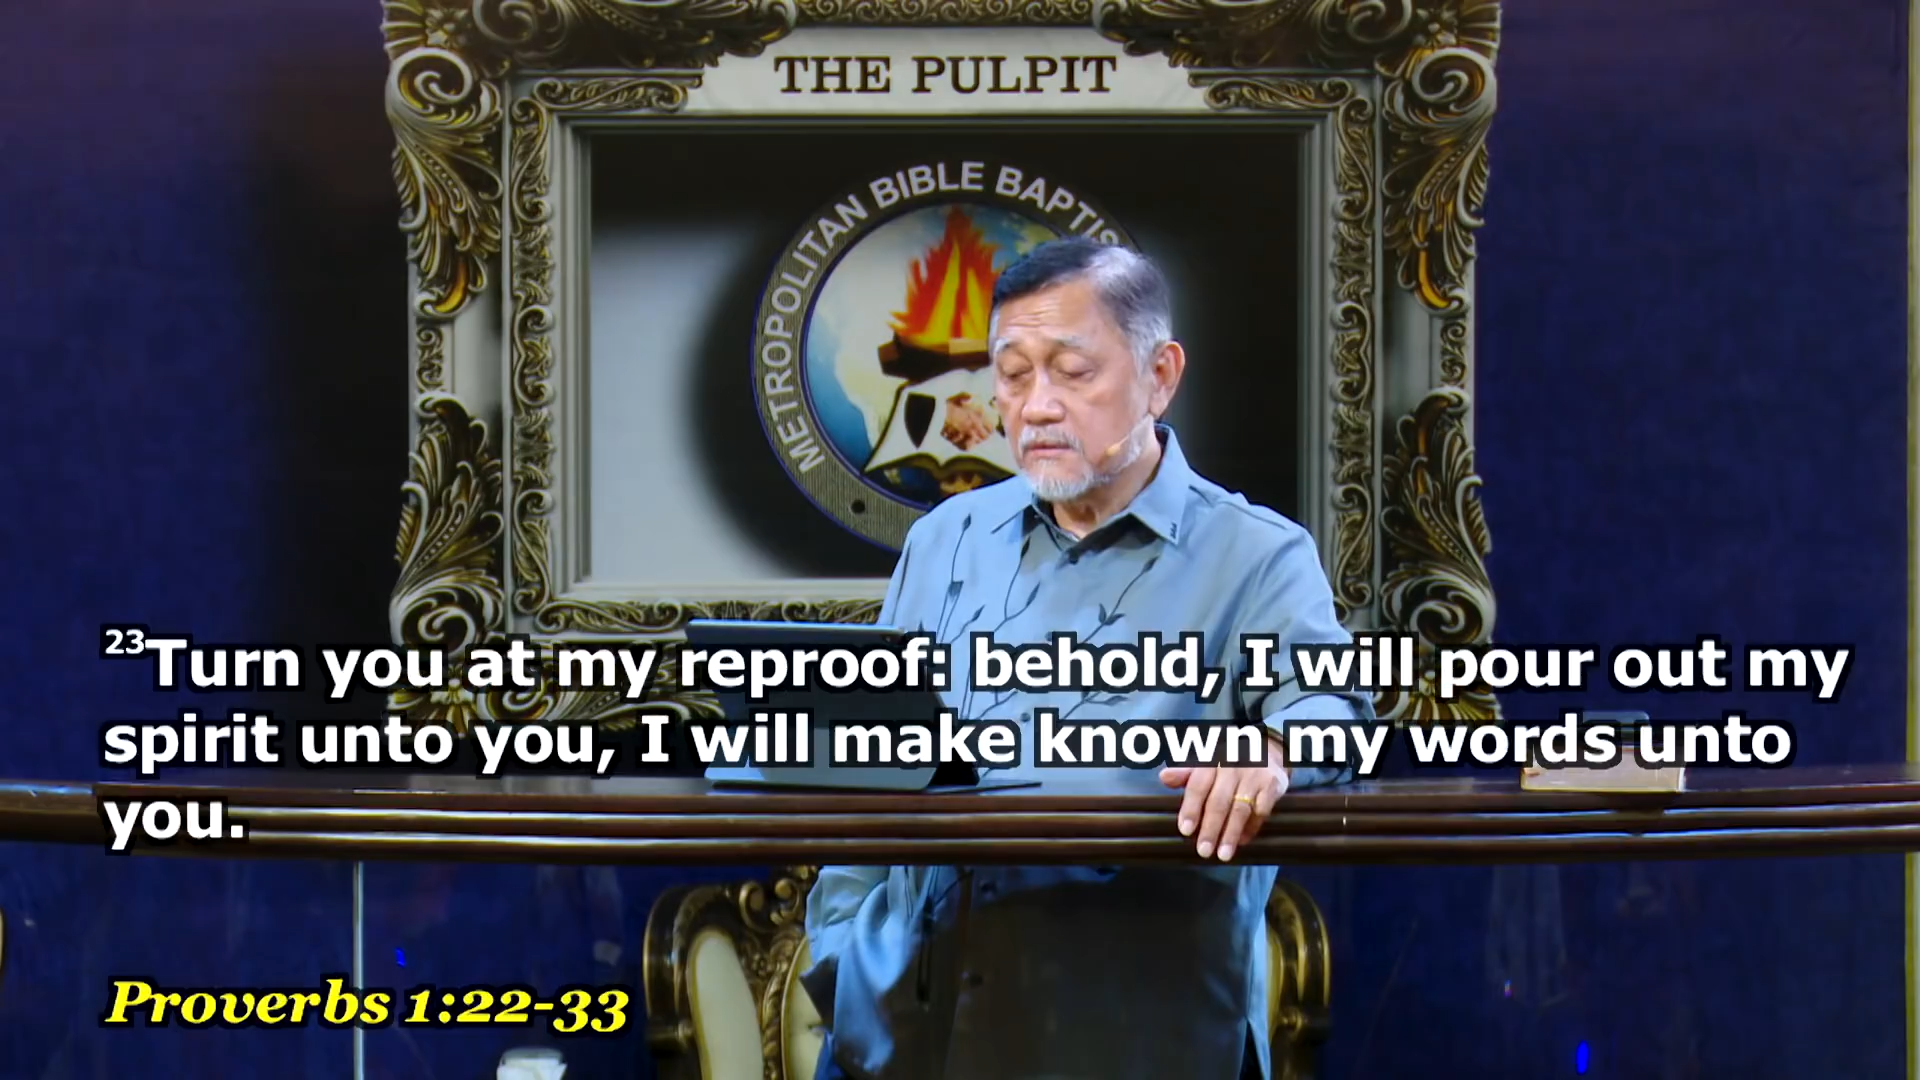 THE PULPIT
METROPOLITAN BIBLE BAPTIS
23Turn you at my reproof: behold, I will pour out my
spirit unto you, I will make known my words unto
you.
Proverbs 1:22-33